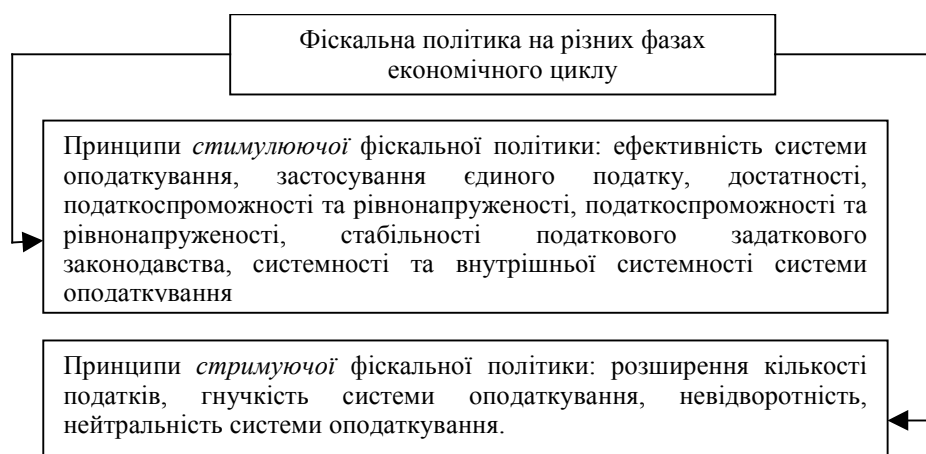 Фіскальна політика на різних фазах
економічного циклу
Принципи стимулюючої фіскальної політики: ефективність системи
оподаткування, застосування єдиного податку, достатності,
податкоспроможності та рівнонапруженості, податкоспроможності та
рівнонапруженості, стабільності податкового задаткового
законодавства, системності та внутрішньої системності системи
оподаткування
Принципи стримуючої фіскальної політики: розширення кількості
податків, гнучкість системи оподаткування, невідворотність,
нейтральність системи оподаткування.